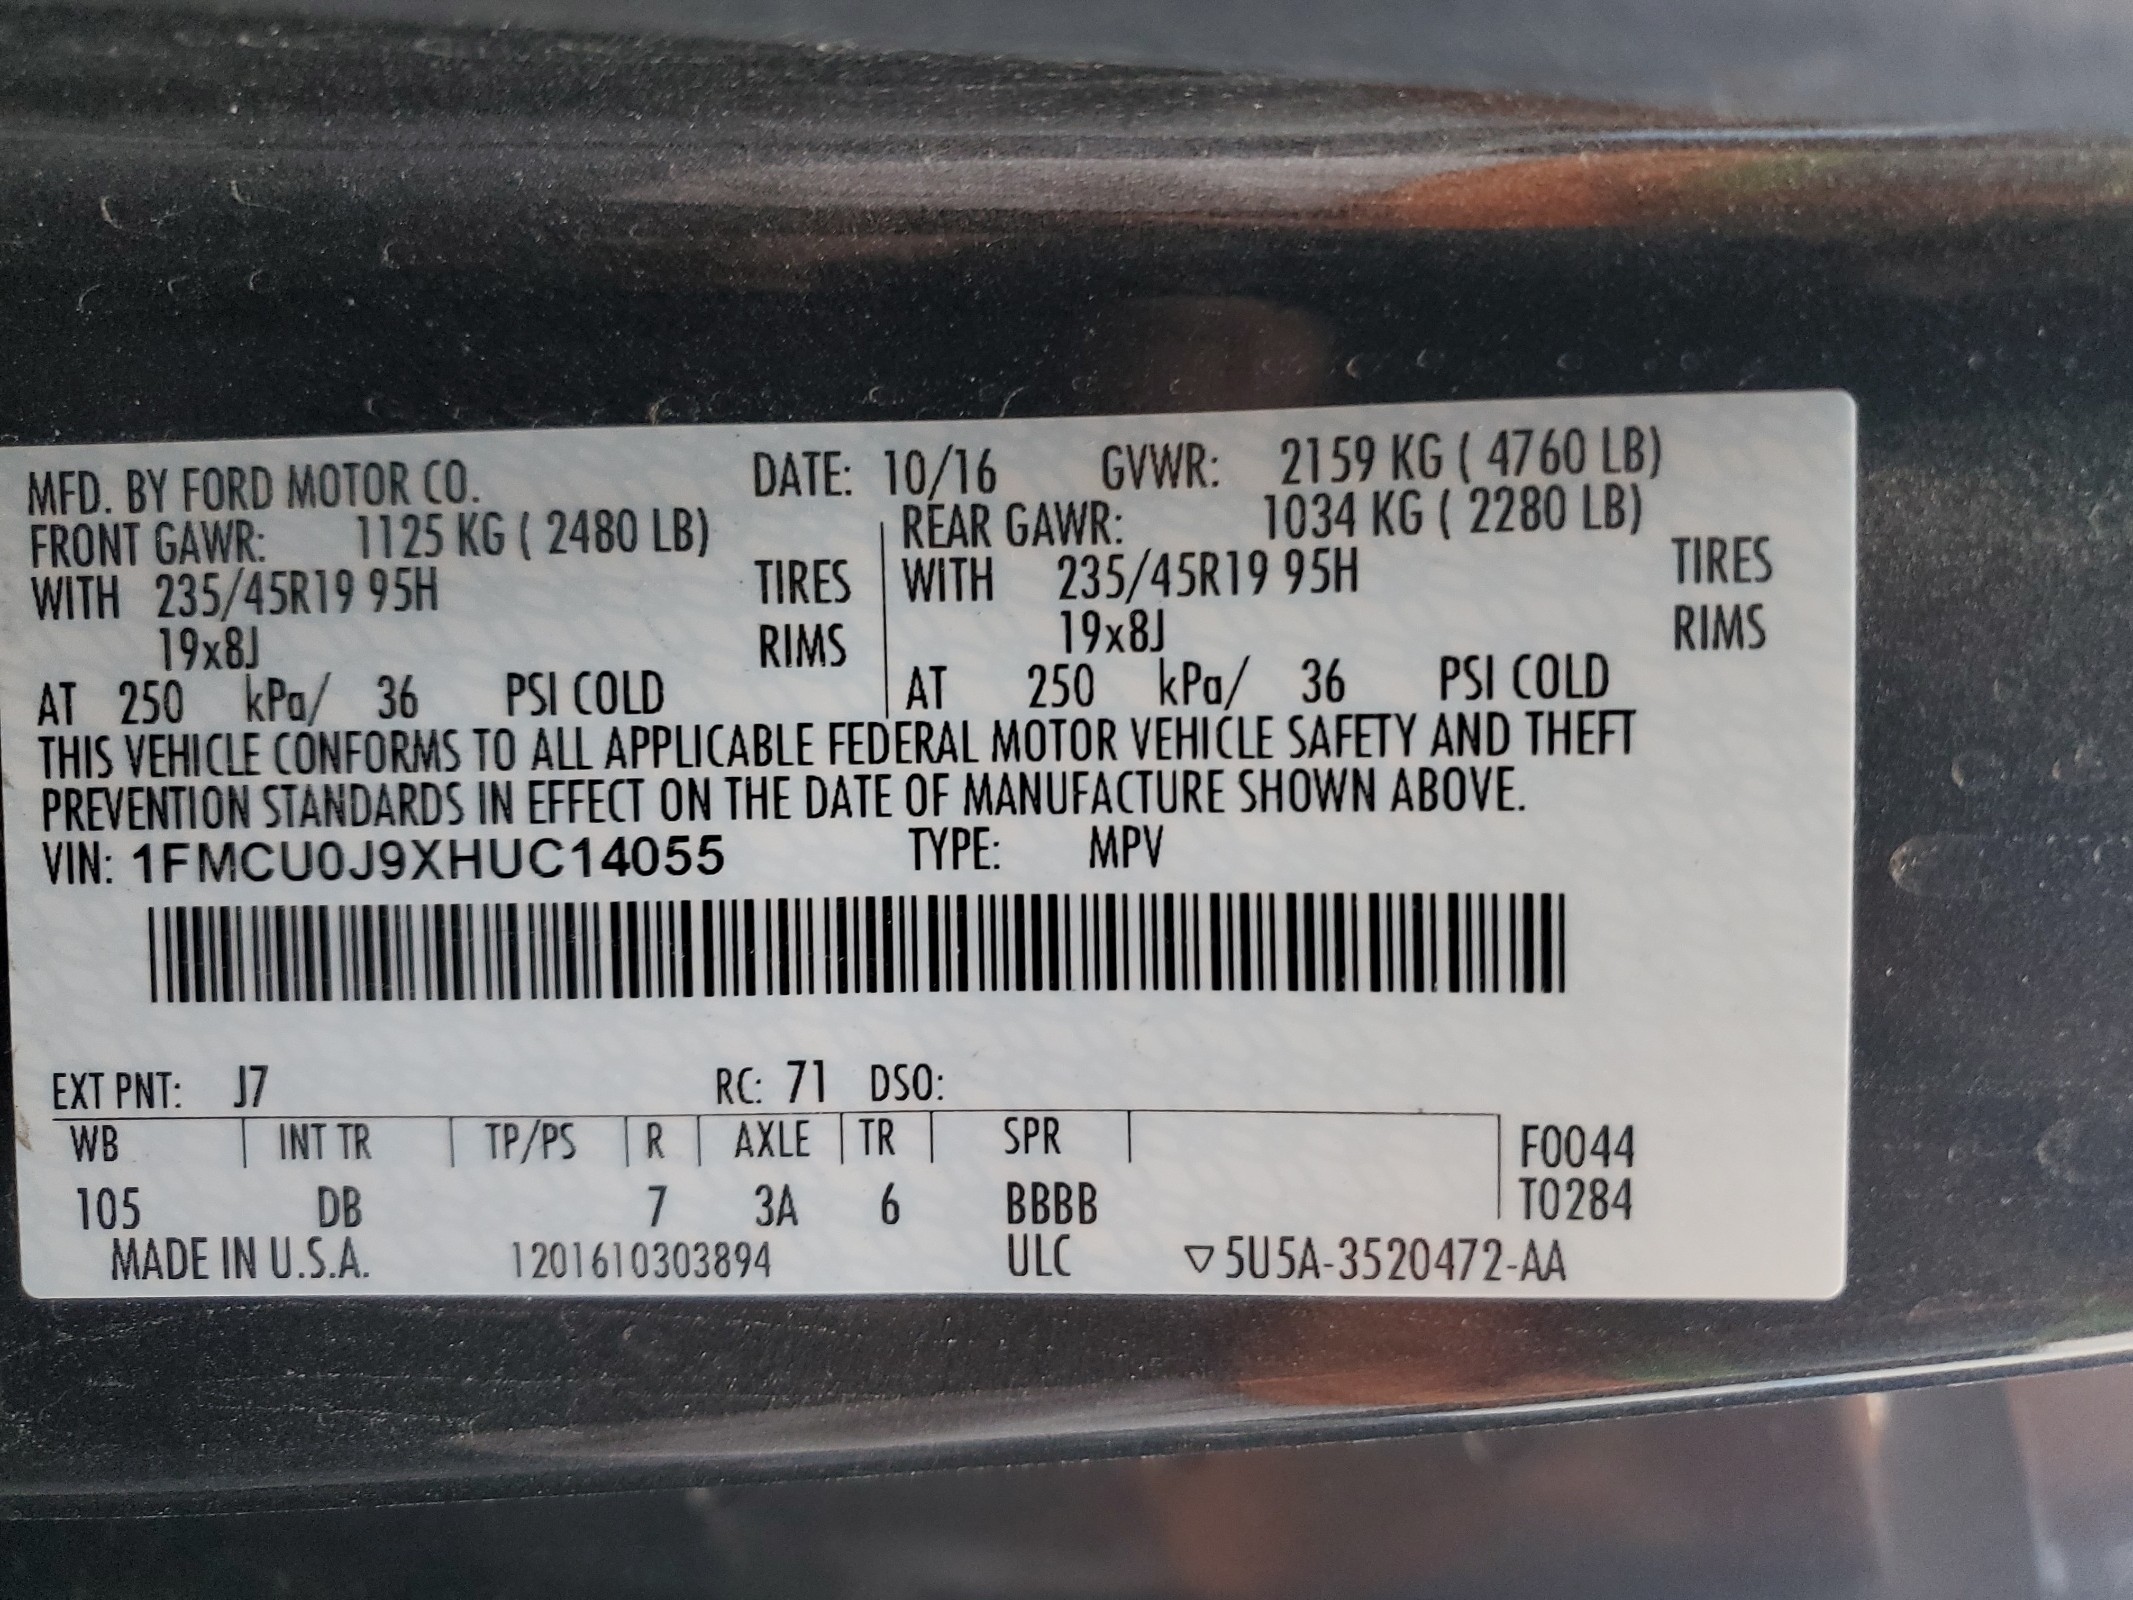 MFD. BY FORD MOTOR CO. DATE: 10/16 GVWR: 2159 KG ( 4760 LB)
FRONT GAWR: 1125 KG ( 2480 LB) REAR GAWR: 1034 KG ( 2280 LB)
WITH 235/45R19 95H TIRES WITH 235/45R19 95H TIRES
19x8J RIMS 19x8J RIMS
AT 250 kPa/ 36 PSI COLD AT 250 kPa/ 36 PSI COLD
THIS VEHICLE CONFORMS TO ALL APPLICABLE FEDERAL MOTOR VEHICLE SAFETY AND THEFT
PREVENTION STANDARDS IN EFFECT ON THE DATE OF MANUFACTURE SHOWN ABOVE.
VIN: 1FMCU0J9XHUC14055 TYPE: MPV
EXT PNT: J7 RC: 71 DSO:
WB INT TR TP/PS R AXLE TR SPR F0044
105 DB 7 3A 6 BBBB T0284
MADE IN U.S.A. 1201610303894 ULC ▽5U5A-3520472-AA